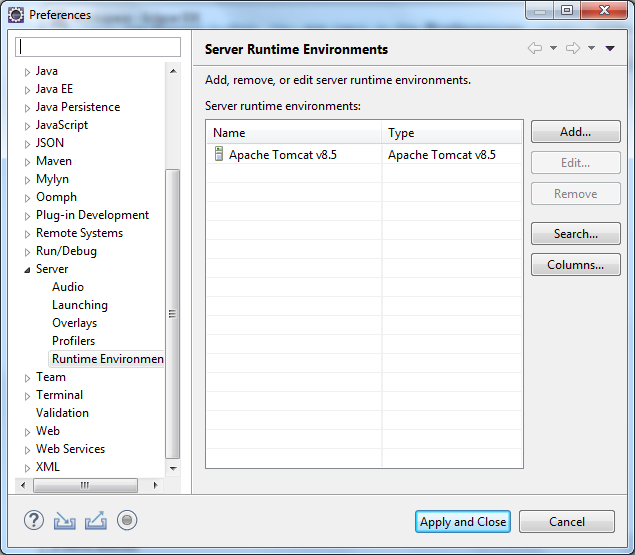 Preferences
Server Runtime Environments
Add, remove, or edit server runtime environments.
Server runtime environments:
Java
Java EE
Java Persistence
JavaScript
JSON
Maven
Mylyn
Oomph
Plug-in Development
Remote Systems
Run/Debug
Server
Audio
Launching
Overlays
Profilers
Runtime Environmen
Team
Terminal
Validation
Web
Web Services
XML
Name Type
Apache Tomcat v8.5 Apache Tomcat v8.5
Add...
Edit...
Remove
Search...
Columns...
Apply and Close
Cancel